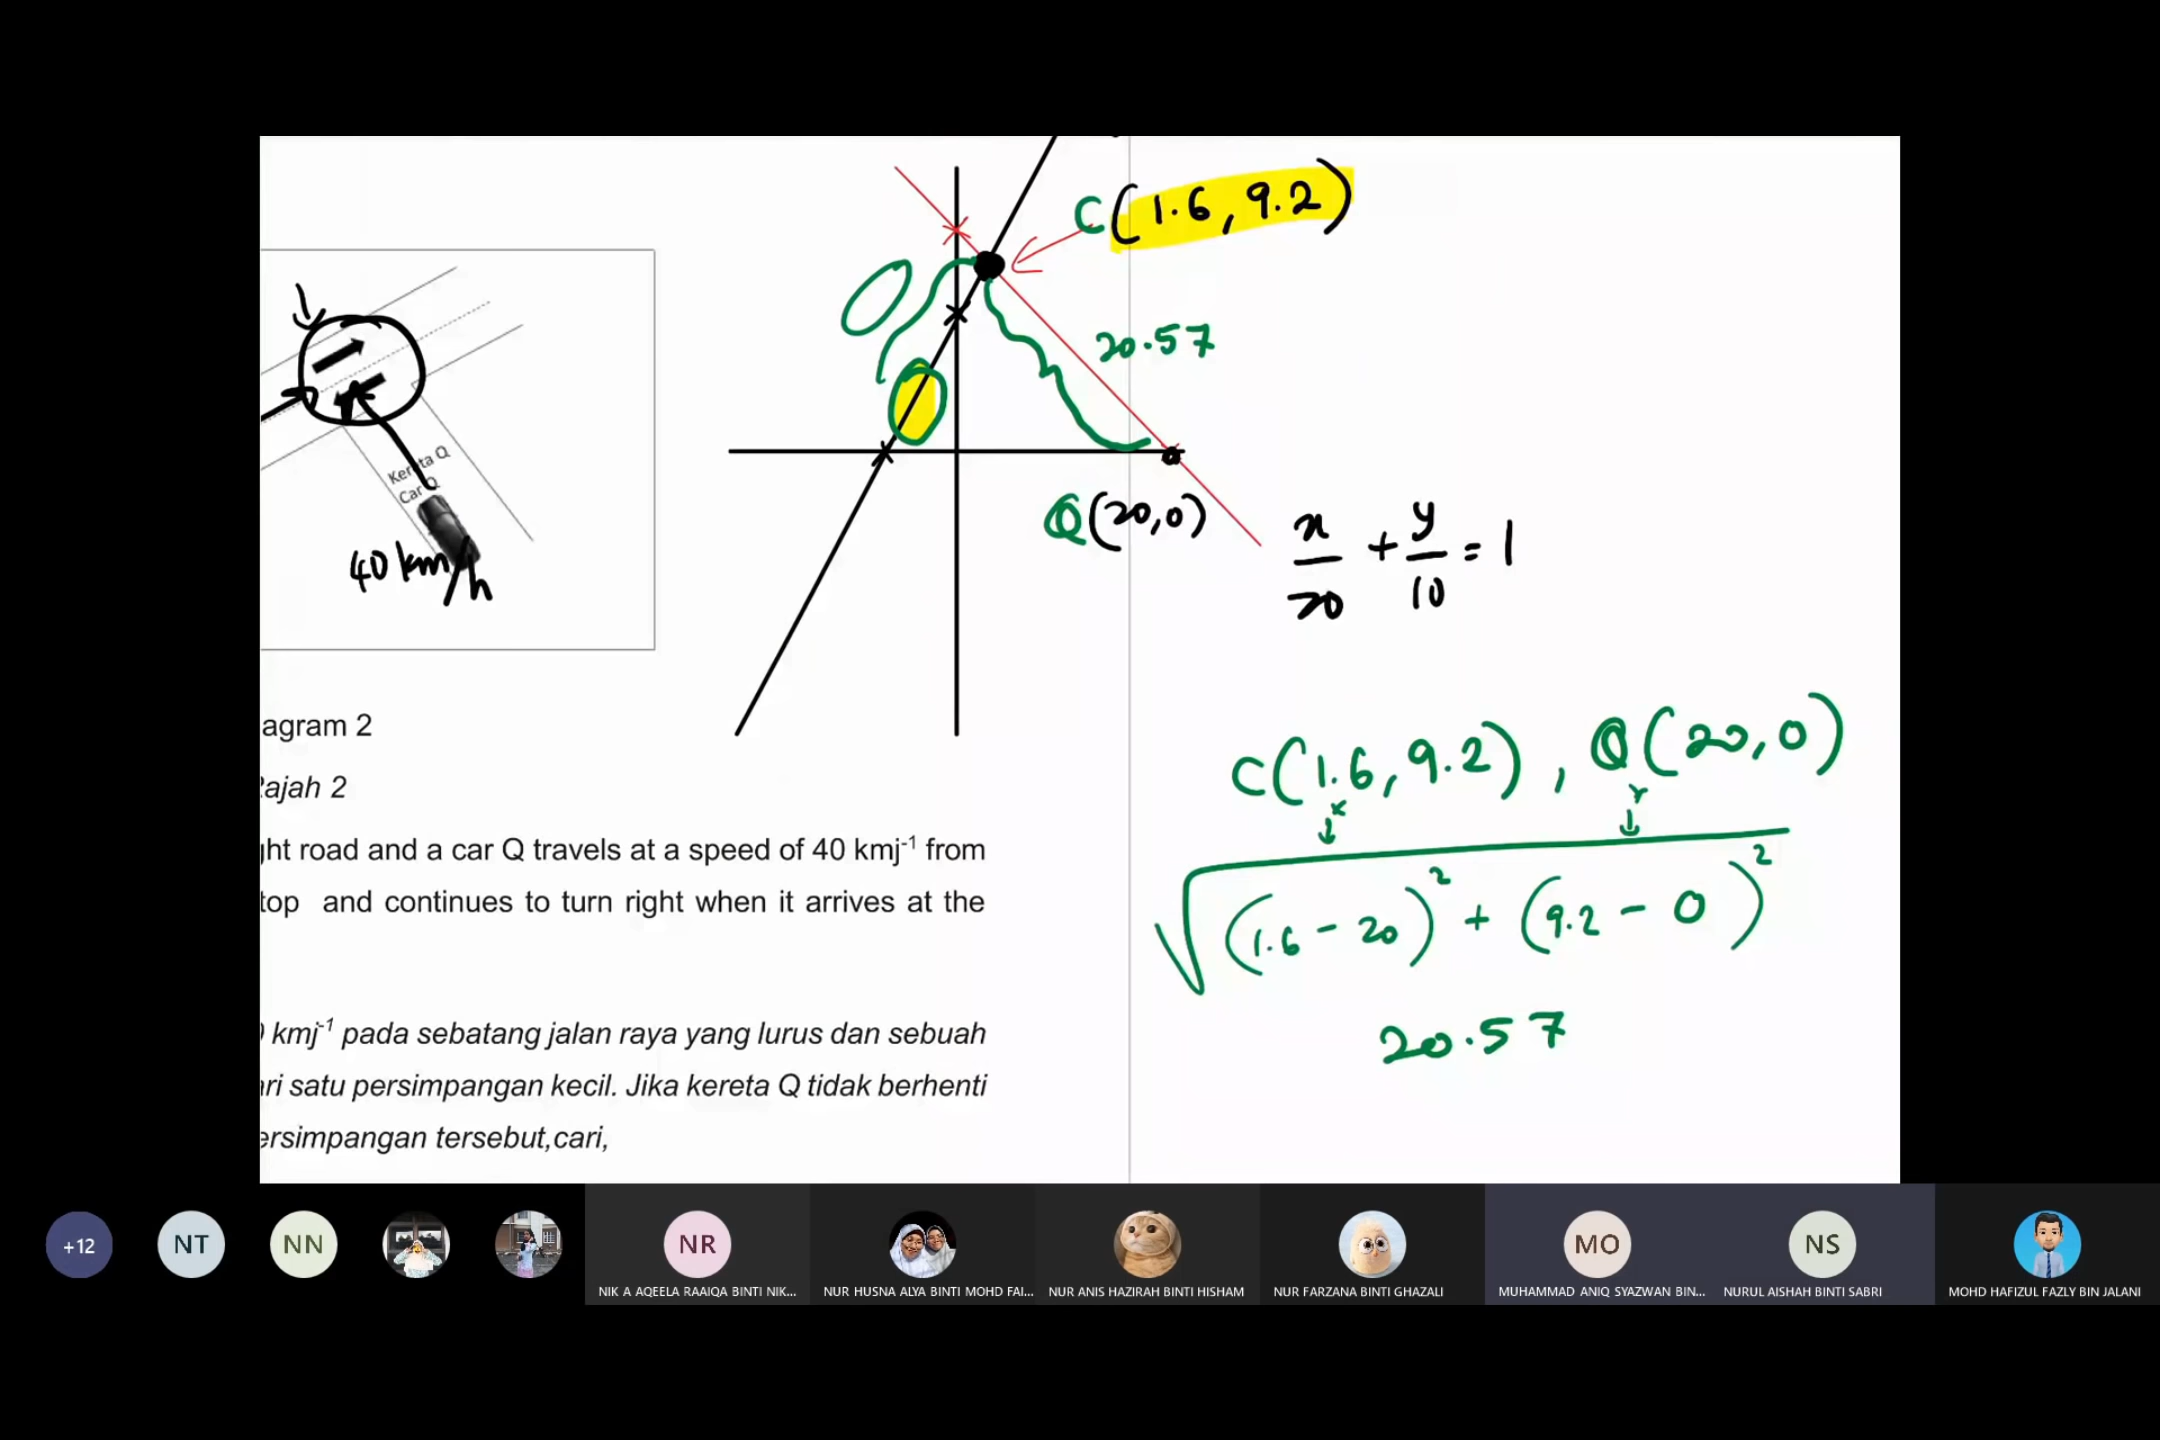 C(1.6, 9.2)
20.57
Q(20,0)
x/20 + y/10 = 1
Kereta Q
Car Q
40 km/h
agram 2
Rajah 2
C(1.6, 9.2), Q(20,0)
√(1.6 - 20)² + (9.2 - 0)²
20.57
ght road and a car Q travels at a speed of 40 kmj⁻¹ from
top and continues to turn right when it arrives at the
0 kmj⁻¹ pada sebatang jalan raya yang lurus dan sebuah
ari satu persimpangan kecil. Jika kereta Q tidak berhenti
ersimpangan tersebut,cari,
+12
NT
NN
NR
MO
NS
NIK A AQEELA RAAIQA BINTI NIK...
NUR HUSNA ALYA BINTI MOHD FAI...
NUR ANIS HAZIRAH BINTI HISHAM
NUR FARZANA BINTI GHAZALI
MUHAMMAD ANIQ SYAZWAN BIN...
NURUL AISHAH BINTI SABRI
MOHD HAFIZUL FAZLY BIN JALANI